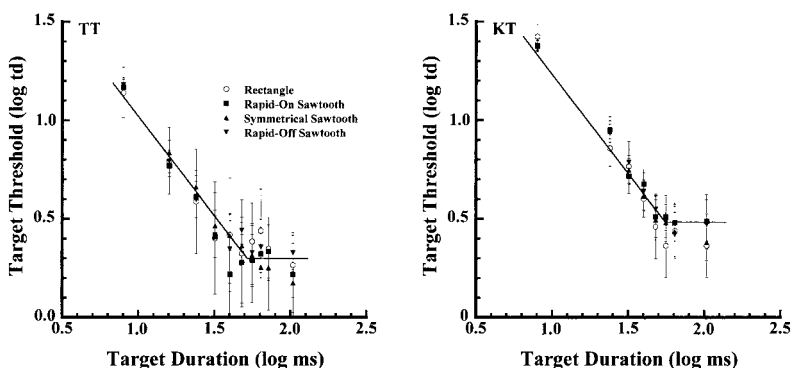 TT
Target Threshold (log td)
1.5
1.0
0.5
0.0
Rectangle
Rapid-On Sawtooth
Symmetrical Sawtooth
Rapid-Off Sawtooth
0.5 1.0 1.5 2.0 2.5
Target Duration (log ms)
KT
Target Threshold (log td)
1.5
1.0
0.5
0.0
0.5 1.0 1.5 2.0 2.5
Target Duration (log ms)